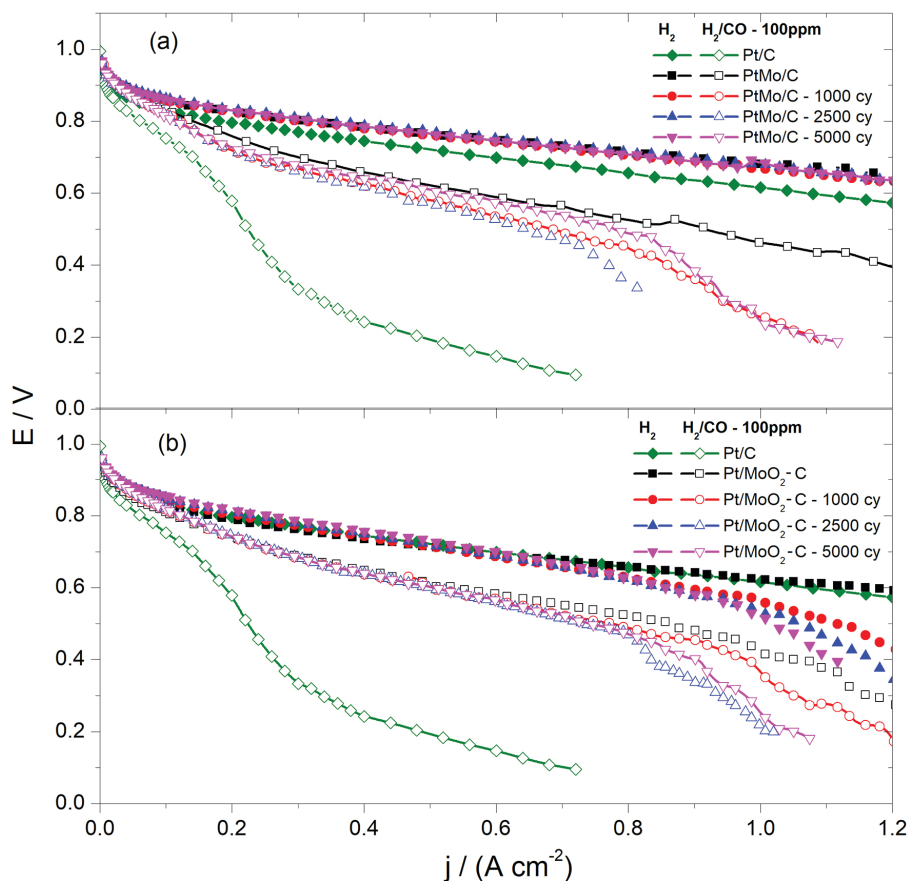 (a)
H₂ H₂/CO - 100ppm
Pt/C
PtMo/C
PtMo/C - 1000 cy
PtMo/C - 2500 cy
PtMo/C - 5000 cy
1.0
0.8
0.6
0.4
0.2
0.0
E / V
(b)
H₂ H₂/CO - 100ppm
Pt/C
Pt/MoO₂-C
Pt/MoO₂-C - 1000 cy
Pt/MoO₂-C - 2500 cy
Pt/MoO₂-C - 5000 cy
1.0
0.8
0.6
0.4
0.2
0.0
0.0 0.2 0.4 0.6 0.8 1.0 1.2
j / (A cm⁻²)